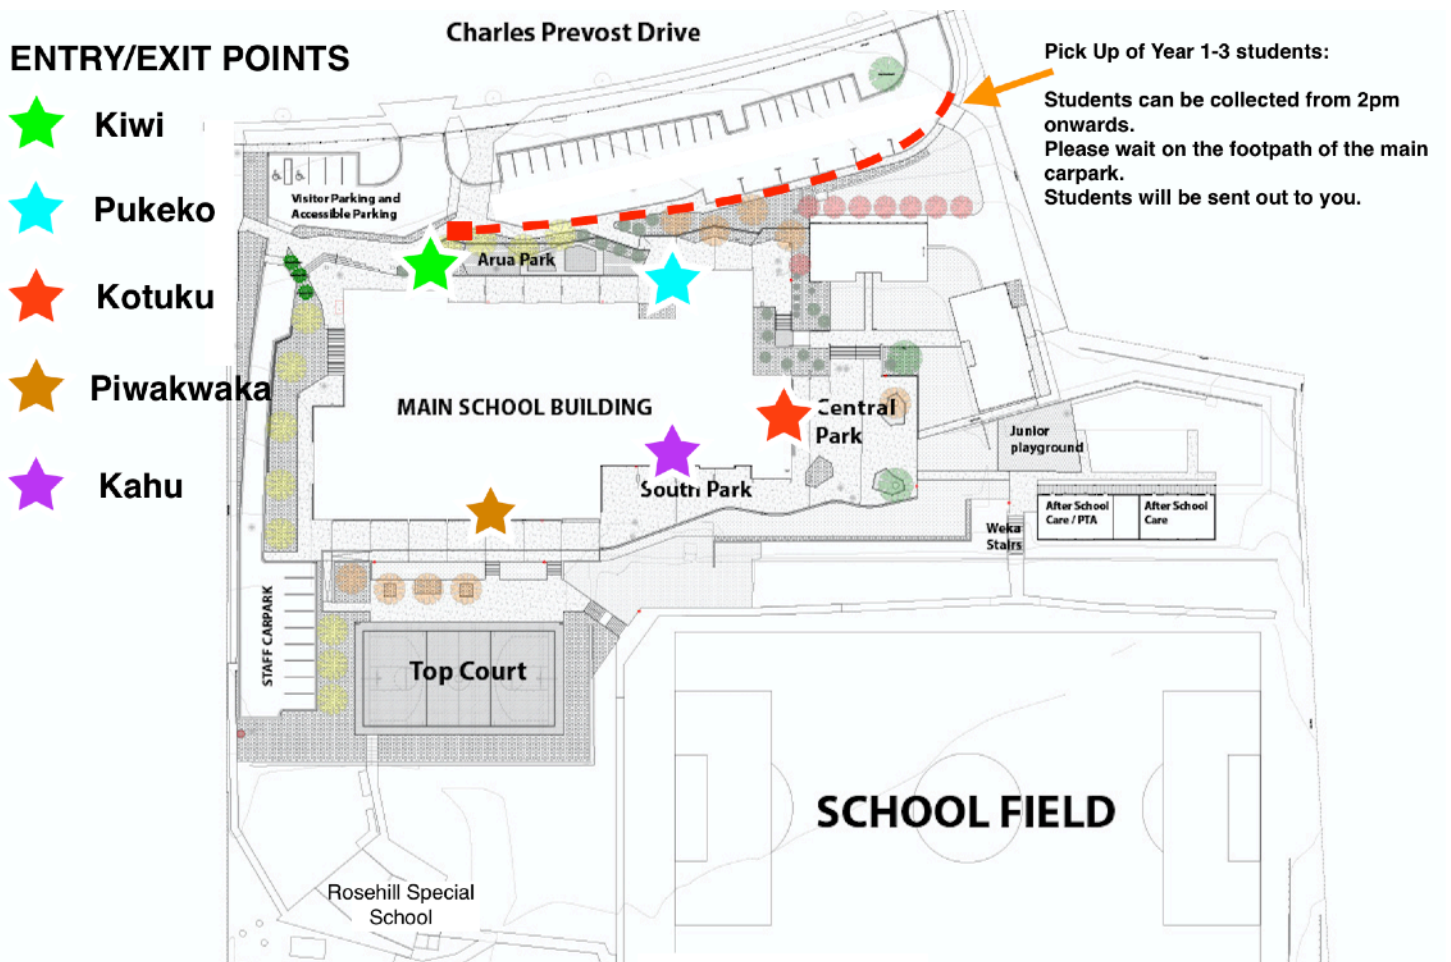 Charles Prevost Drive
ENTRY/EXIT POINTS
Kiwi
Pukeko
Kotuku
Piwakwaka
Kahu
Pick Up of Year 1-3 students:
Students can be collected from 2pm
onwards.
Please wait on the footpath of the main
carpark.
Students will be sent out to you.
Visitor Parking and
Accessible Parking
Arua Park
MAIN SCHOOL BUILDING
Central
Park
Junior
playground
South Park
After School
Care / PTA
After School
Care
Weka
Stairs
STAFF CARPARK
Top Court
SCHOOL FIELD
Rosehill Special
School